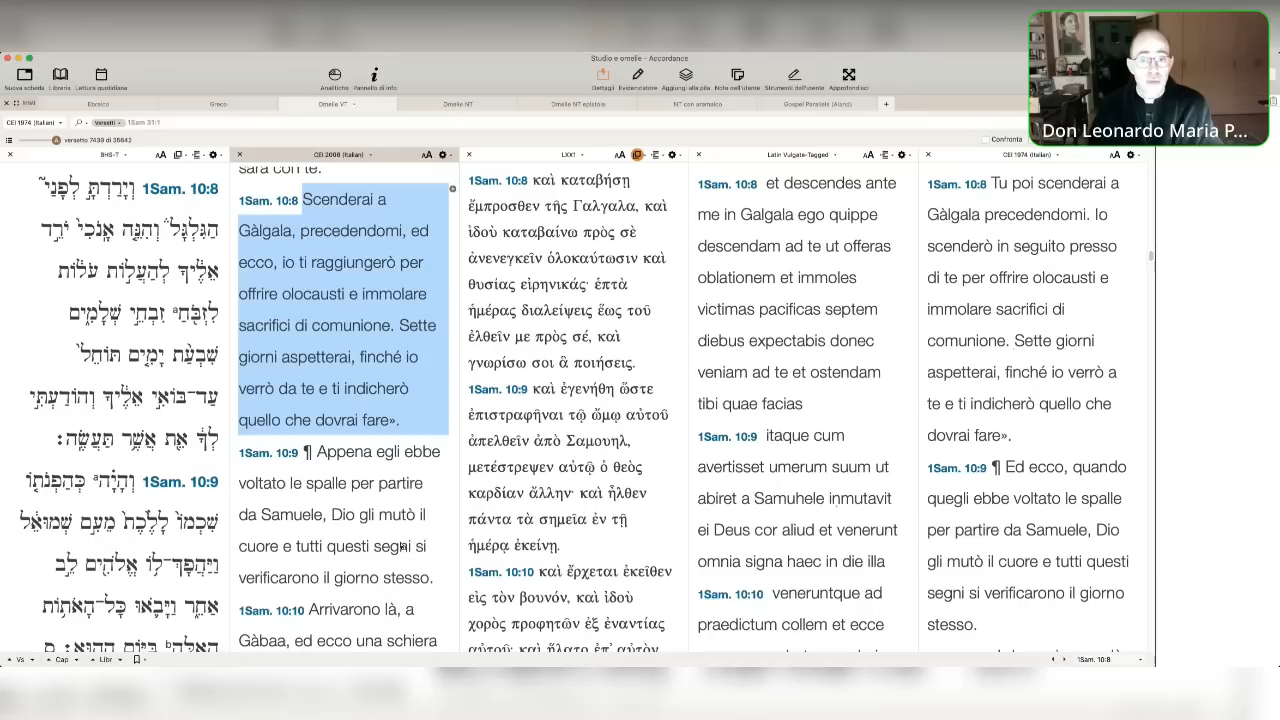 Studio e omelle - Accordance
Nuova scheda Libreria Lettura quotidiana Analitiche Pannello di info Dettagli Evidenziatore Aggiungi alla pila Note dell'utente Strumenti dell'utente Approfondisci
Ebraico Greco Omelie VT Omelie NT Omelie NT epistole NT con aramaico Gospel Parallels (Aland) +
CEI 1974 (Italian) Versetti 1Sam 31:1
versetto 7439 di 35642 Confronta
Don Leonardo Maria P...
BHS-T
1Sam. 10:8 וְיָרַדְתָּ֣ לְפָנַי֮
הַגִּלְגָּל֒ וְהִנֵּ֤ה אָֽנֹכִי֙ יֹרֵ֣ד
אֵלֶ֔יךָ לְהַעֲל֣וֹת עֹל֔וֹת
לִזְבֹּ֖חַ זִבְחֵ֣י שְׁלָמִ֑ים
שִׁבְעַ֨ת יָמִ֤ים תּוֹחֵל֙
עַד־בּוֹאִ֣י אֵלֶ֔יךָ וְהוֹדַעְתִּ֣י
לְךָ֔ אֵ֖ת אֲשֶׁ֥ר תַּעֲשֶֽׂה׃
1Sam. 10:9 וְהָיָ֗ה כְּהַפְנֹת֤וֹ
שִׁכְמוֹ֙ לָלֶ֙כֶת֙ מֵעִ֣ם שְׁמוּאֵ֔ל
וַיַּהֲפָךְ־ל֥וֹ אֱלֹהִ֖ים לֵ֣ב
אַחֵ֑ר וַיָּבֹ֛אוּ כָּל־הָאֹת֥וֹת
הָאֵ֖לֶּה בַּיּ֥וֹם הַהֽוּא׃ ס
CEI 2008 (Italian)
sarà con te.
1Sam. 10:8 Scenderai a
Gàlgala, precedendomi, ed
ecco, io ti raggiungerò per
offrire olocausti e immolare
sacrifici di comunione. Sette
giorni aspetterai, finché io
verrò da te e ti indicherò
quello che dovrai fare».
1Sam. 10:9 ¶ Appena egli ebbe
voltato le spalle per partire
da Samuele, Dio gli mutò il
cuore e tutti questi segni si
verificarono il giorno stesso.
1Sam. 10:10 Arrivarono là, a
Gàbaa, ed ecco una schiera
LXX1
1Sam. 10:8 καὶ καταβήσῃ
ἔμπροσθεν τῆς Γαλγαλα, καὶ
ἰδοὺ καταβαίνω πρὸς σὲ
ἀνενεγκεῖν ὁλοκαύτωσιν καὶ
θυσίας εἰρηνικάς· ἑπτὰ
ἡμέρας διαλείψεις ἕως τοῦ
ἐλθεῖν με πρὸς σέ, καὶ
γνωρίσω σοι ἃ ποιήσεις.
1Sam. 10:9 καὶ ἐγενήθη ὥστε
ἐπιστραφῆναι τῷ ὤμῳ αὐτοῦ
ἀπελθεῖν ἀπὸ Σαμουηλ,
μετέστρεψεν αὐτῷ ὁ θεὸς
καρδίαν ἄλλην· καὶ ἦλθεν
πάντα τὰ σημεῖα ἐν τῇ
ἡμέρᾳ ἐκείνῃ.
1Sam. 10:10 καὶ ἔρχεται ἐκεῖθεν
εἰς τὸν βουνόν, καὶ ἰδοὺ
χορὸς προφητῶν ἐξ ἐναντίας
αὐτοῦ· καὶ ἥλατο ἐπ᾽ αὐτὸν
Latin Vulgate-Tagged
1Sam. 10:8 et descendes ante
me in Galgala ego quippe
descendam ad te ut offeras
oblationem et immoles
victimas pacificas septem
diebus expectabis donec
veniam ad te et ostendam
tibi quae facias
1Sam. 10:9 itaque cum
avertisset umerum suum ut
abiret a Samuhele inmutavit
ei Deus cor aliud et venerunt
omnia signa haec in die illa
1Sam. 10:10 veneruntque ad
praedictum collem et ecce
CEI 1974 (Italian)
1Sam. 10:8 Tu poi scenderai a
Gàlgala precedendomi. Io
scenderò in seguito presso
di te per offrire olocausti e
immolare sacrifici di
comunione. Sette giorni
aspetterai, finché io verrò a
te e ti indicherò quello che
dovrai fare».
1Sam. 10:9 ¶ Ed ecco, quando
quegli ebbe voltato le spalle
per partire da Samuele, Dio
gli mutò il cuore e tutti questi
segni si verificarono il giorno
stesso.
Vs Cap Libr 1Sam. 10:8